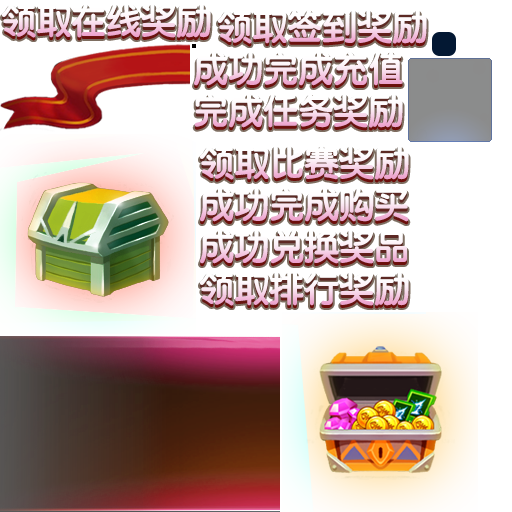 领取在线奖励
领取签到奖励
成功完成充值
完成任务奖励
领取比赛奖励
成功完成购买
成功兑换奖品
领取排行奖励